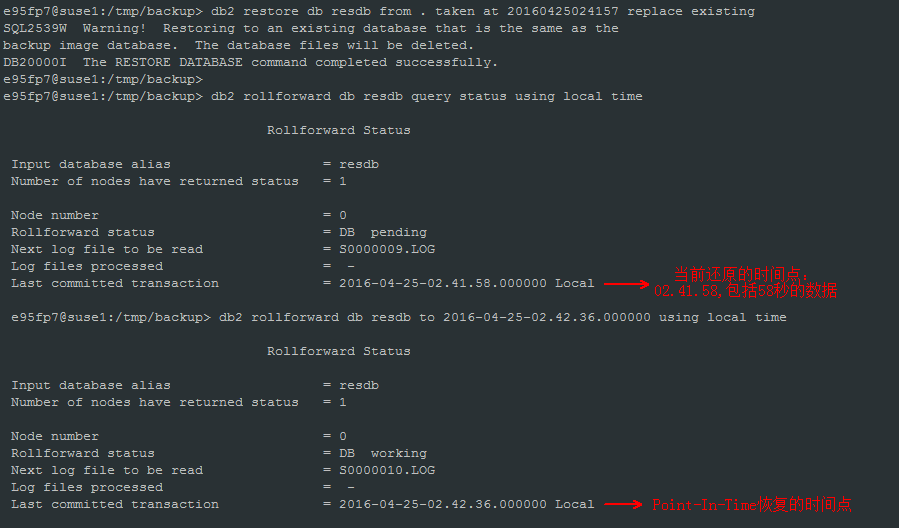 e95fp7@suse1:/tmp/backup> db2 restore db resdb from . taken at 20160425024157 replace existing
SQL2539W  Warning!  Restoring to an existing database that is the same as the
backup image database.  The database files will be deleted.
DB20000I  The RESTORE DATABASE command completed successfully.
e95fp7@suse1:/tmp/backup>
e95fp7@suse1:/tmp/backup> db2 rollforward db resdb query status using local time
Rollforward Status
Input database alias = resdb
Number of nodes have returned status = 1
Node number = 0
Rollforward status = DB  pending
Next log file to be read = S0000009.LOG
Log files processed = -
Last committed transaction = 2016-04-25-02.41.58.000000 Local
当前还原的时间点:
02.41.58,包括58秒的数据
e95fp7@suse1:/tmp/backup> db2 rollforward db resdb to 2016-04-25-02.42.36.000000 using local time
Rollforward Status
Input database alias = resdb
Number of nodes have returned status = 1
Node number = 0
Rollforward status = DB  working
Next log file to be read = S0000010.LOG
Log files processed = -
Last committed transaction = 2016-04-25-02.42.36.000000 Local
Point-In-Time恢复的时间点